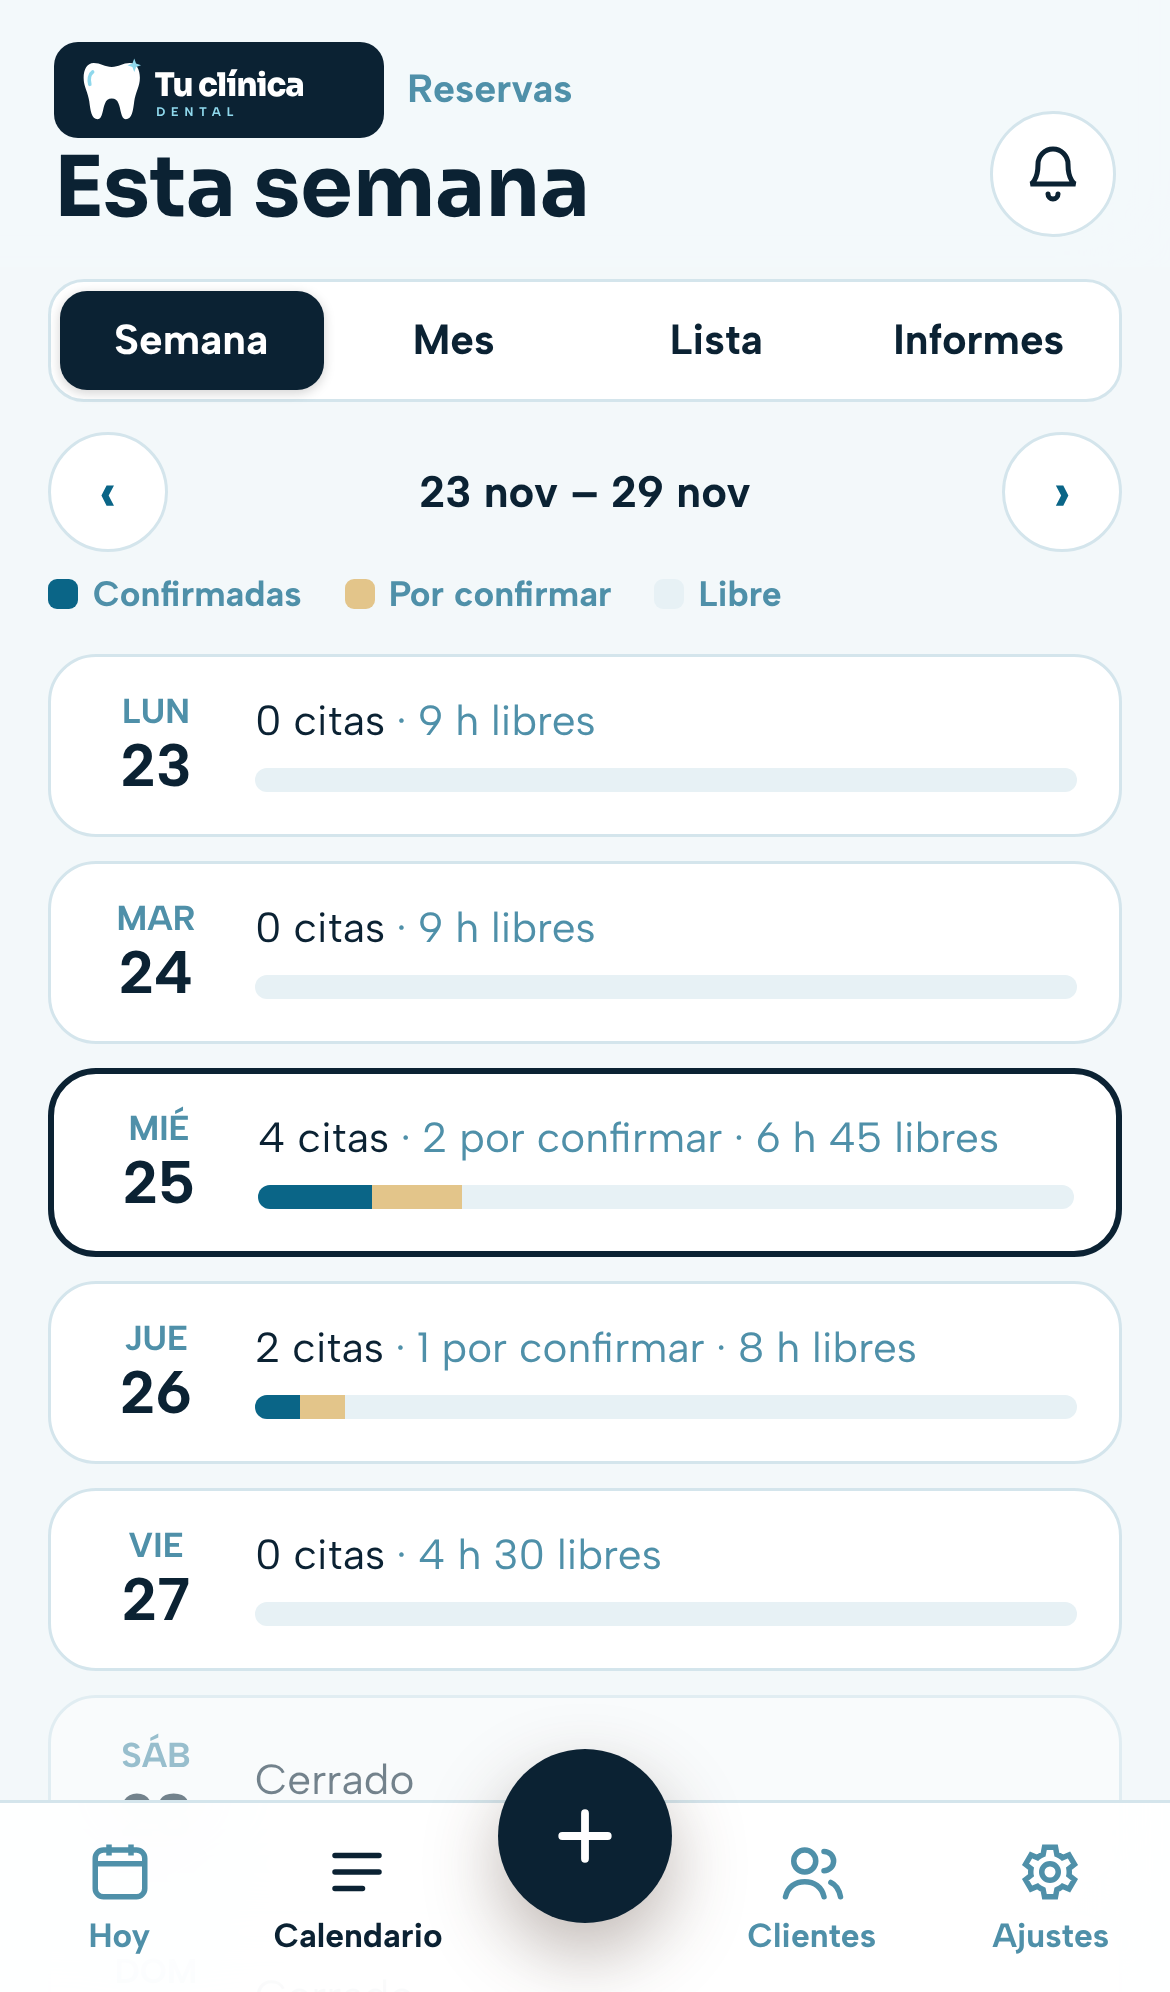 Tu clínica
DENTAL
Reservas
Esta semana
Semana Mes Lista Informes
‹ 23 nov – 29 nov ›
Confirmadas Por confirmar Libre
LUN
23
0 citas · 9 h libres
MAR
24
0 citas · 9 h libres
MIÉ
25
4 citas · 2 por confirmar · 6 h 45 libres
JUE
26
2 citas · 1 por confirmar · 8 h libres
VIE
27
0 citas · 4 h 30 libres
SÁB
Cerrado
Hoy Calendario Clientes Ajustes
DOM